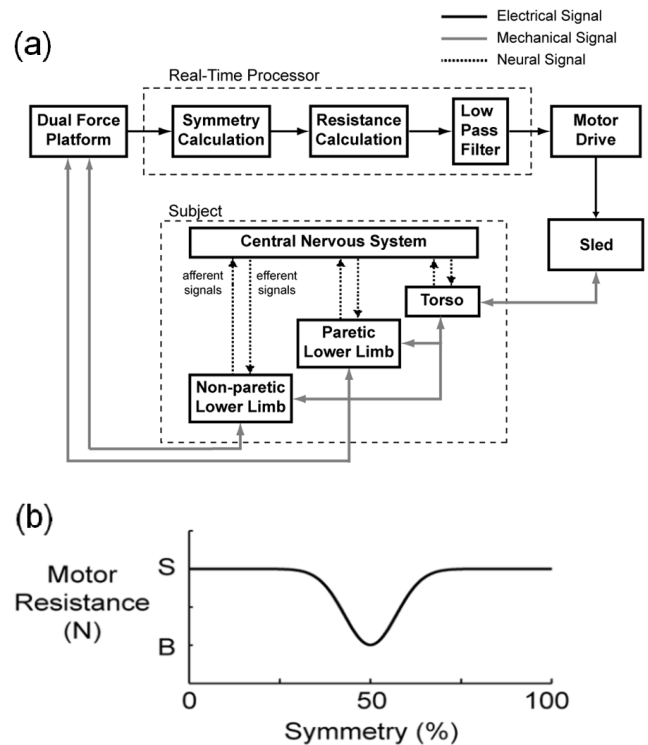 (a)
Electrical Signal
Mechanical Signal
Neural Signal
Real-Time Processor
Dual Force
Platform
Symmetry
Calculation
Resistance
Calculation
Low
Pass
Filter
Motor
Drive
Sled
Subject
Central Nervous System
afferent
signals
efferent
signals
Torso
Paretic
Lower Limb
Non-paretic
Lower Limb
(b)
Motor
Resistance
(N)
S
B
0
50
100
Symmetry (%)